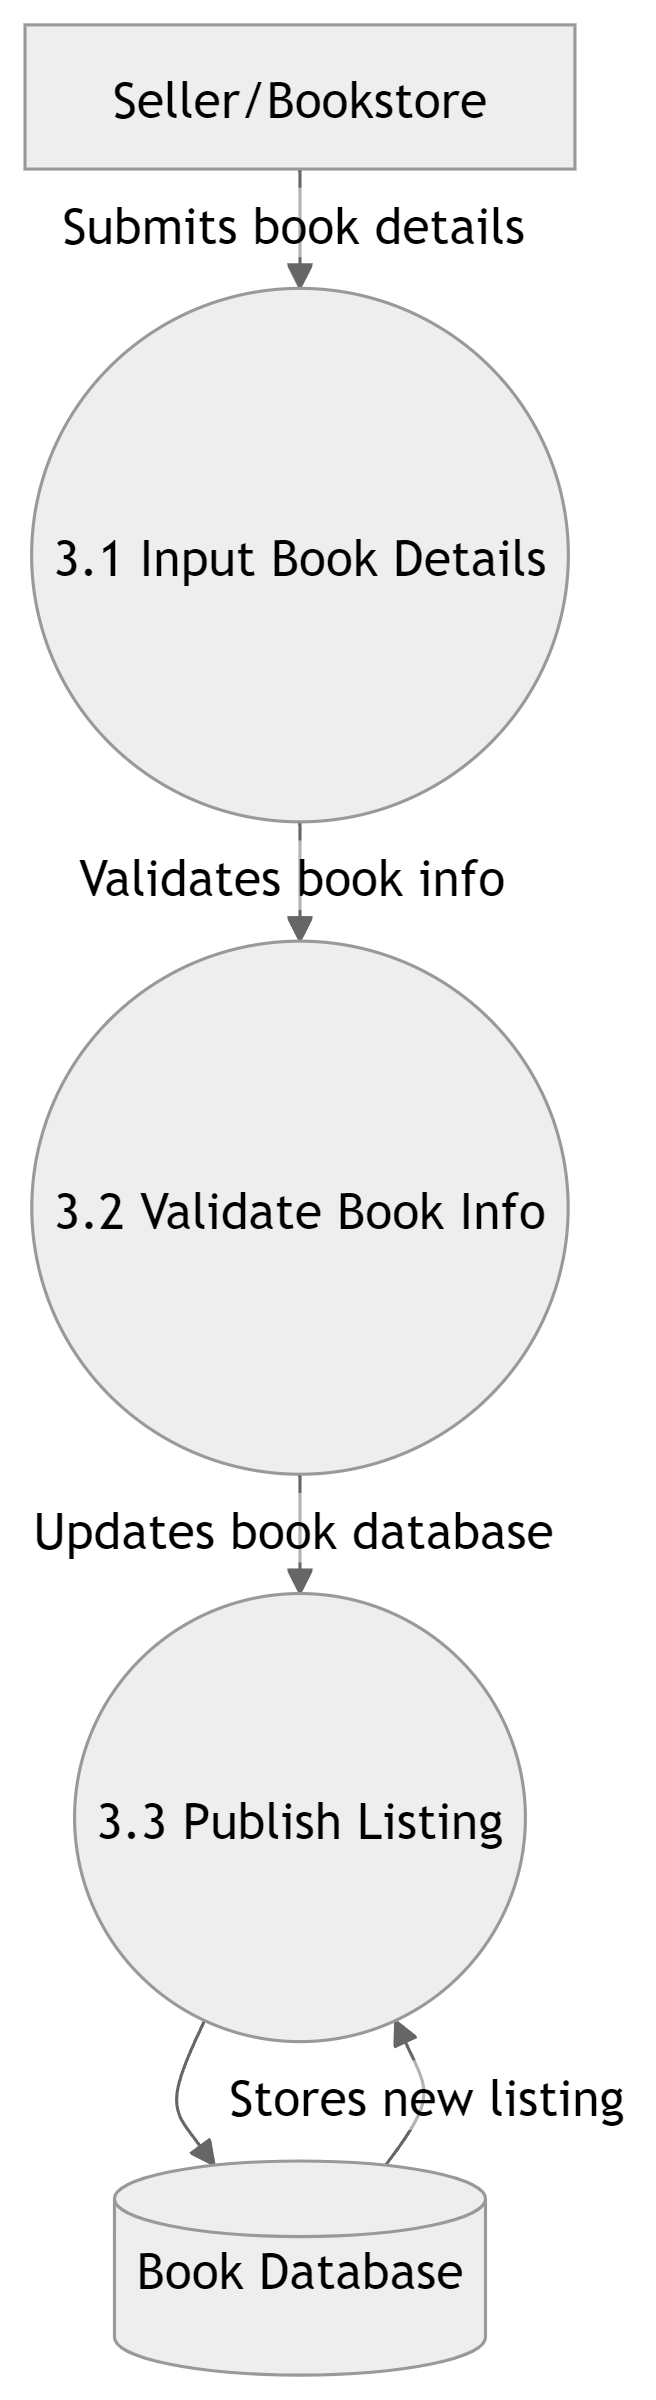 Seller/Bookstore
Submits book details
3.1 Input Book Details
Validates book info
3.2 Validate Book Info
Updates book database
3.3 Publish Listing
Stores new listing
Book Database